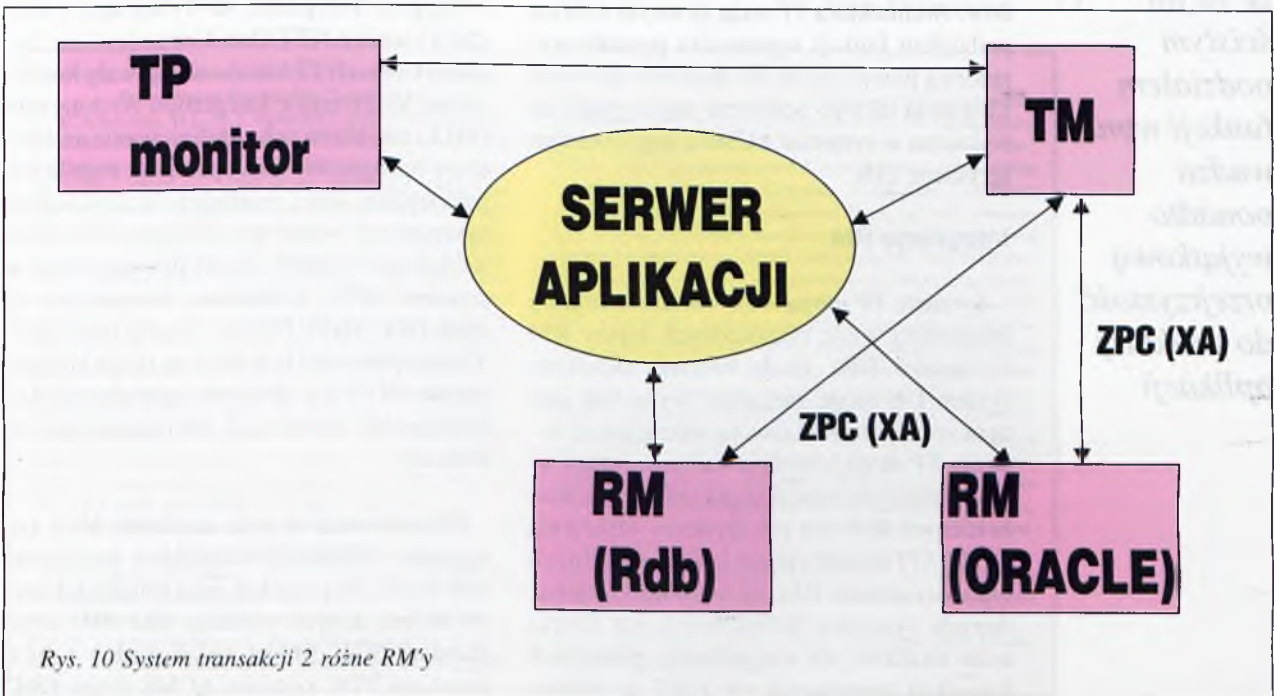 TP
monitor
TM
SERWER
APLIKACJI
ZPC (XA)
ZPC (XA)
RM
(Rdb)
RM
(ORACLE)
Rys. 10 System transakcji 2 różne RM'y